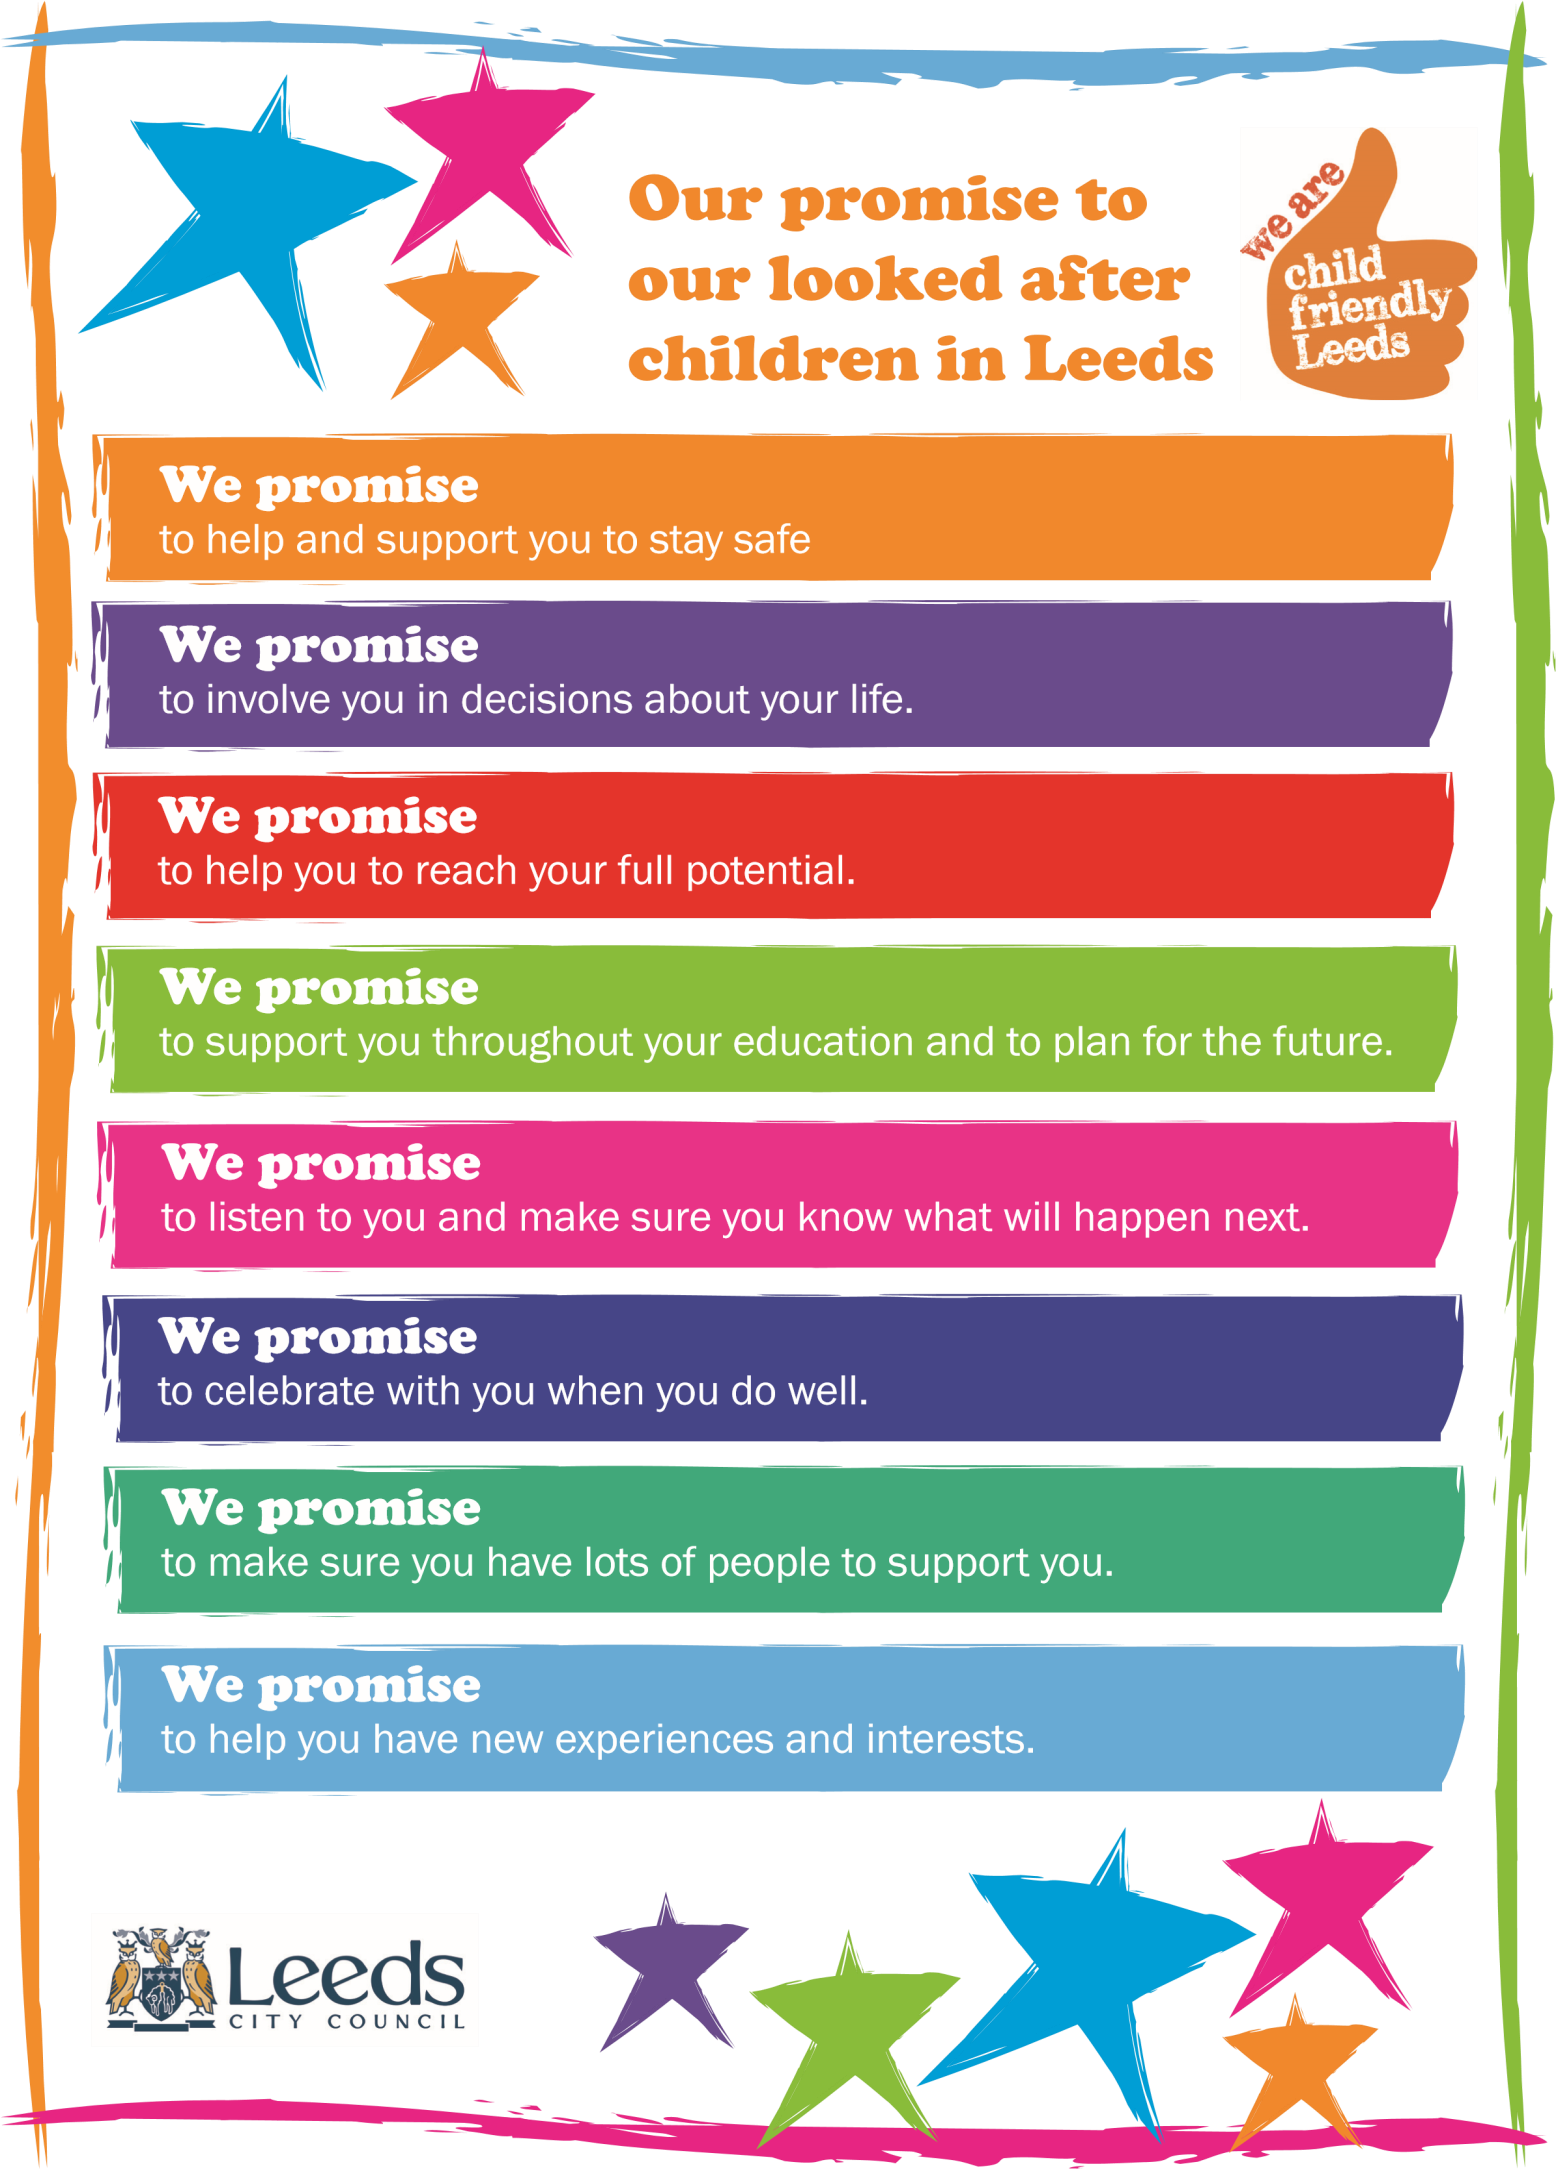 Our promise to
our looked after
children in Leeds
we are
child
friendly
Leeds
We promise
to help and support you to stay safe
We promise
to involve you in decisions about your life.
We promise
to help you to reach your full potential.
We promise
to support you throughout your education and to plan for the future.
We promise
to listen to you and make sure you know what will happen next.
We promise
to celebrate with you when you do well.
We promise
to make sure you have lots of people to support you.
We promise
to help you have new experiences and interests.
Leeds
CITY COUNCIL